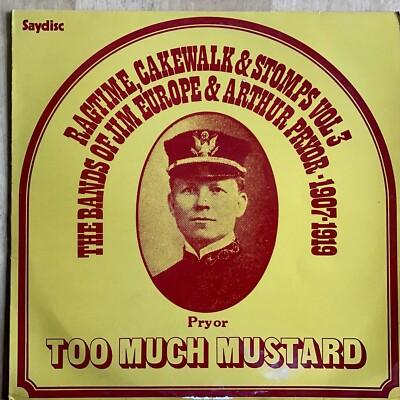 Saydisc
RAGTIME, CAKEWALK & STOMPS VOL 3
THE BANDS OF JIM EUROPE & ARTHUR PRYOR · 1907-1919
Pryor
TOO MUCH MUSTARD